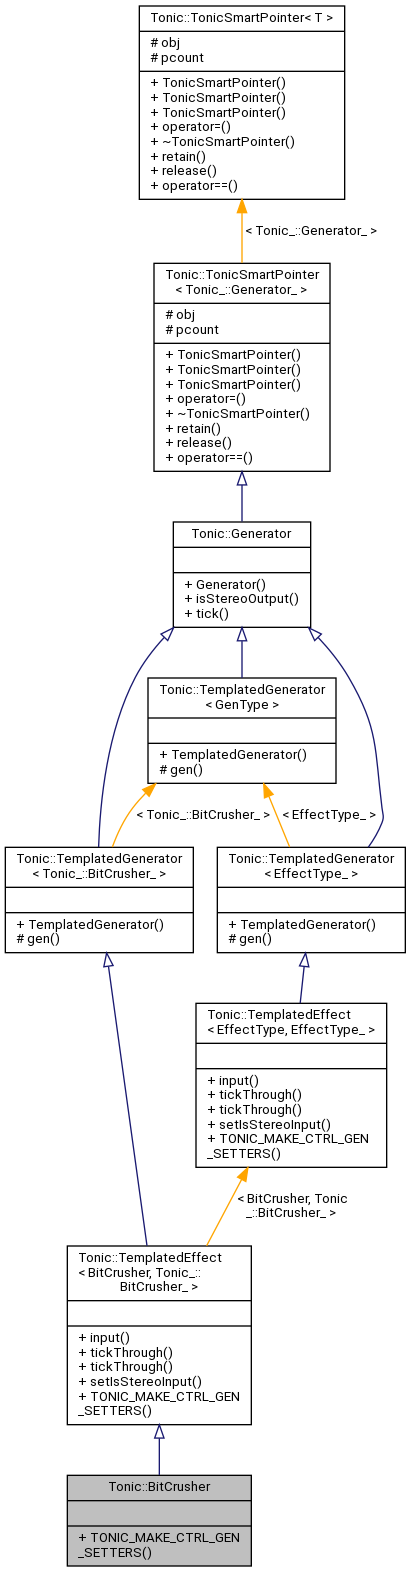 Tonic::TonicSmartPointer< T >
# obj
# pcount
+ TonicSmartPointer()
+ TonicSmartPointer()
+ TonicSmartPointer()
+ operator=()
+ ~TonicSmartPointer()
+ retain()
+ release()
+ operator==()
< Tonic_::Generator_ >
Tonic::TonicSmartPointer
< Tonic_::Generator_ >
# obj
# pcount
+ TonicSmartPointer()
+ TonicSmartPointer()
+ TonicSmartPointer()
+ operator=()
+ ~TonicSmartPointer()
+ retain()
+ release()
+ operator==()
Tonic::Generator
+ Generator()
+ isStereoOutput()
+ tick()
Tonic::TemplatedGenerator
< GenType >
+ TemplatedGenerator()
# gen()
< Tonic_::BitCrusher_ >
< EffectType_ >
Tonic::TemplatedGenerator
< Tonic_::BitCrusher_ >
+ TemplatedGenerator()
# gen()
Tonic::TemplatedGenerator
< EffectType_ >
+ TemplatedGenerator()
# gen()
Tonic::TemplatedEffect
< EffectType, EffectType_ >
+ input()
+ tickThrough()
+ tickThrough()
+ setIsStereoInput()
+ TONIC_MAKE_CTRL_GEN
_SETTERS()
< BitCrusher, Tonic
_::BitCrusher_ >
Tonic::TemplatedEffect
< BitCrusher, Tonic_::
BitCrusher_ >
+ input()
+ tickThrough()
+ tickThrough()
+ setIsStereoInput()
+ TONIC_MAKE_CTRL_GEN
_SETTERS()
Tonic::BitCrusher
+ TONIC_MAKE_CTRL_GEN
_SETTERS()